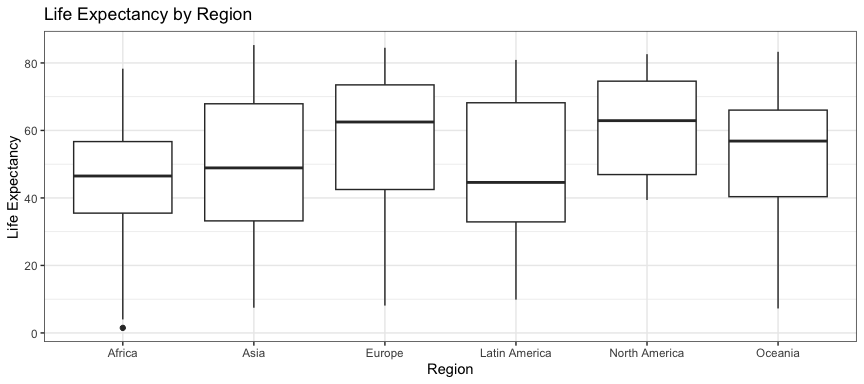 Life Expectancy by Region
Life Expectancy
80
60
40
20
0
Africa Asia Europe Latin America North America Oceania
Region